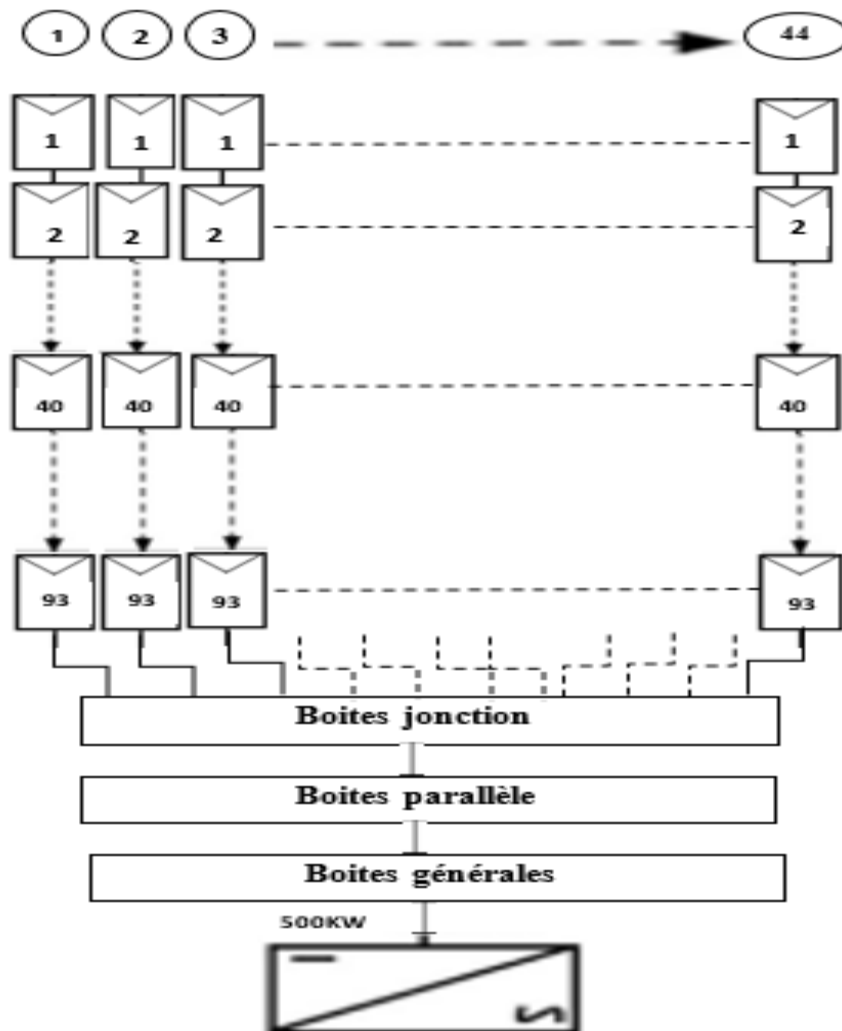 1 2 3 44
1 1 1 1
2 2 2 2
40 40 40 40
93 93 93 93
Boites jonction
Boites parallèle
Boites générales
500KW